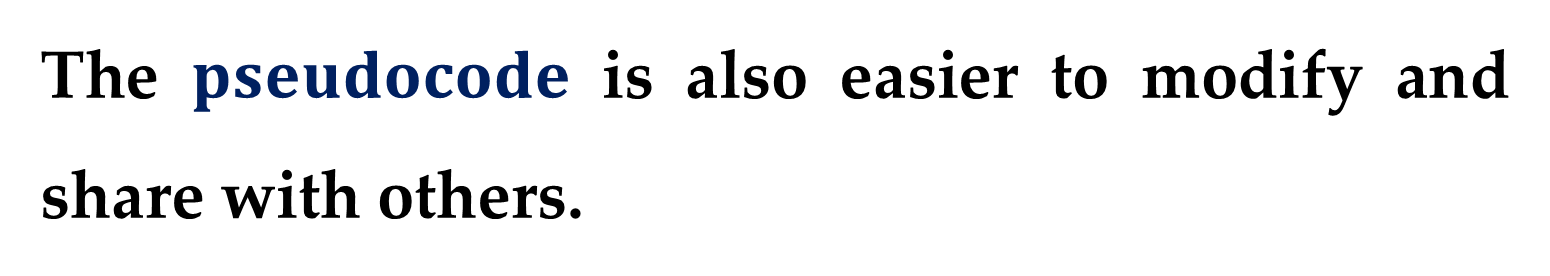 The pseudocode is also easier to modify and
share with others.